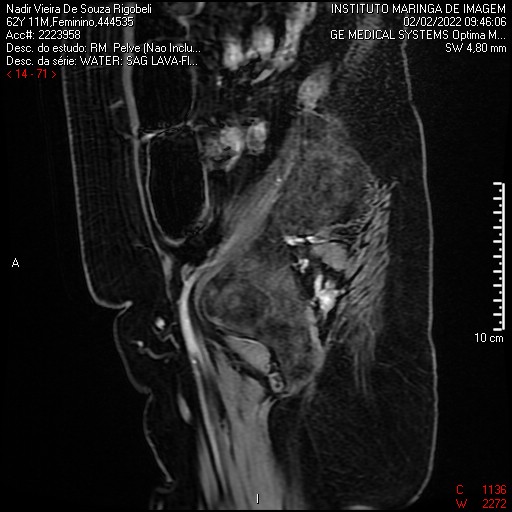 Nadir Vieira De Souza Rigobeli
62Y 11M,Feminino,444535
Acc#: 2223958
Desc. do estudo: RM Pelve (Nao Inclu...
Desc. da série: WATER: SAG LAVA-Fl...
< 14 - 71 >
INSTITUTO MARINGA DE IMAGEM
02/02/2022 09:46:06
GE MEDICAL SYSTEMS Optima M...
SW 4,80 mm
A
10 cm
I
C 1136
W 2272